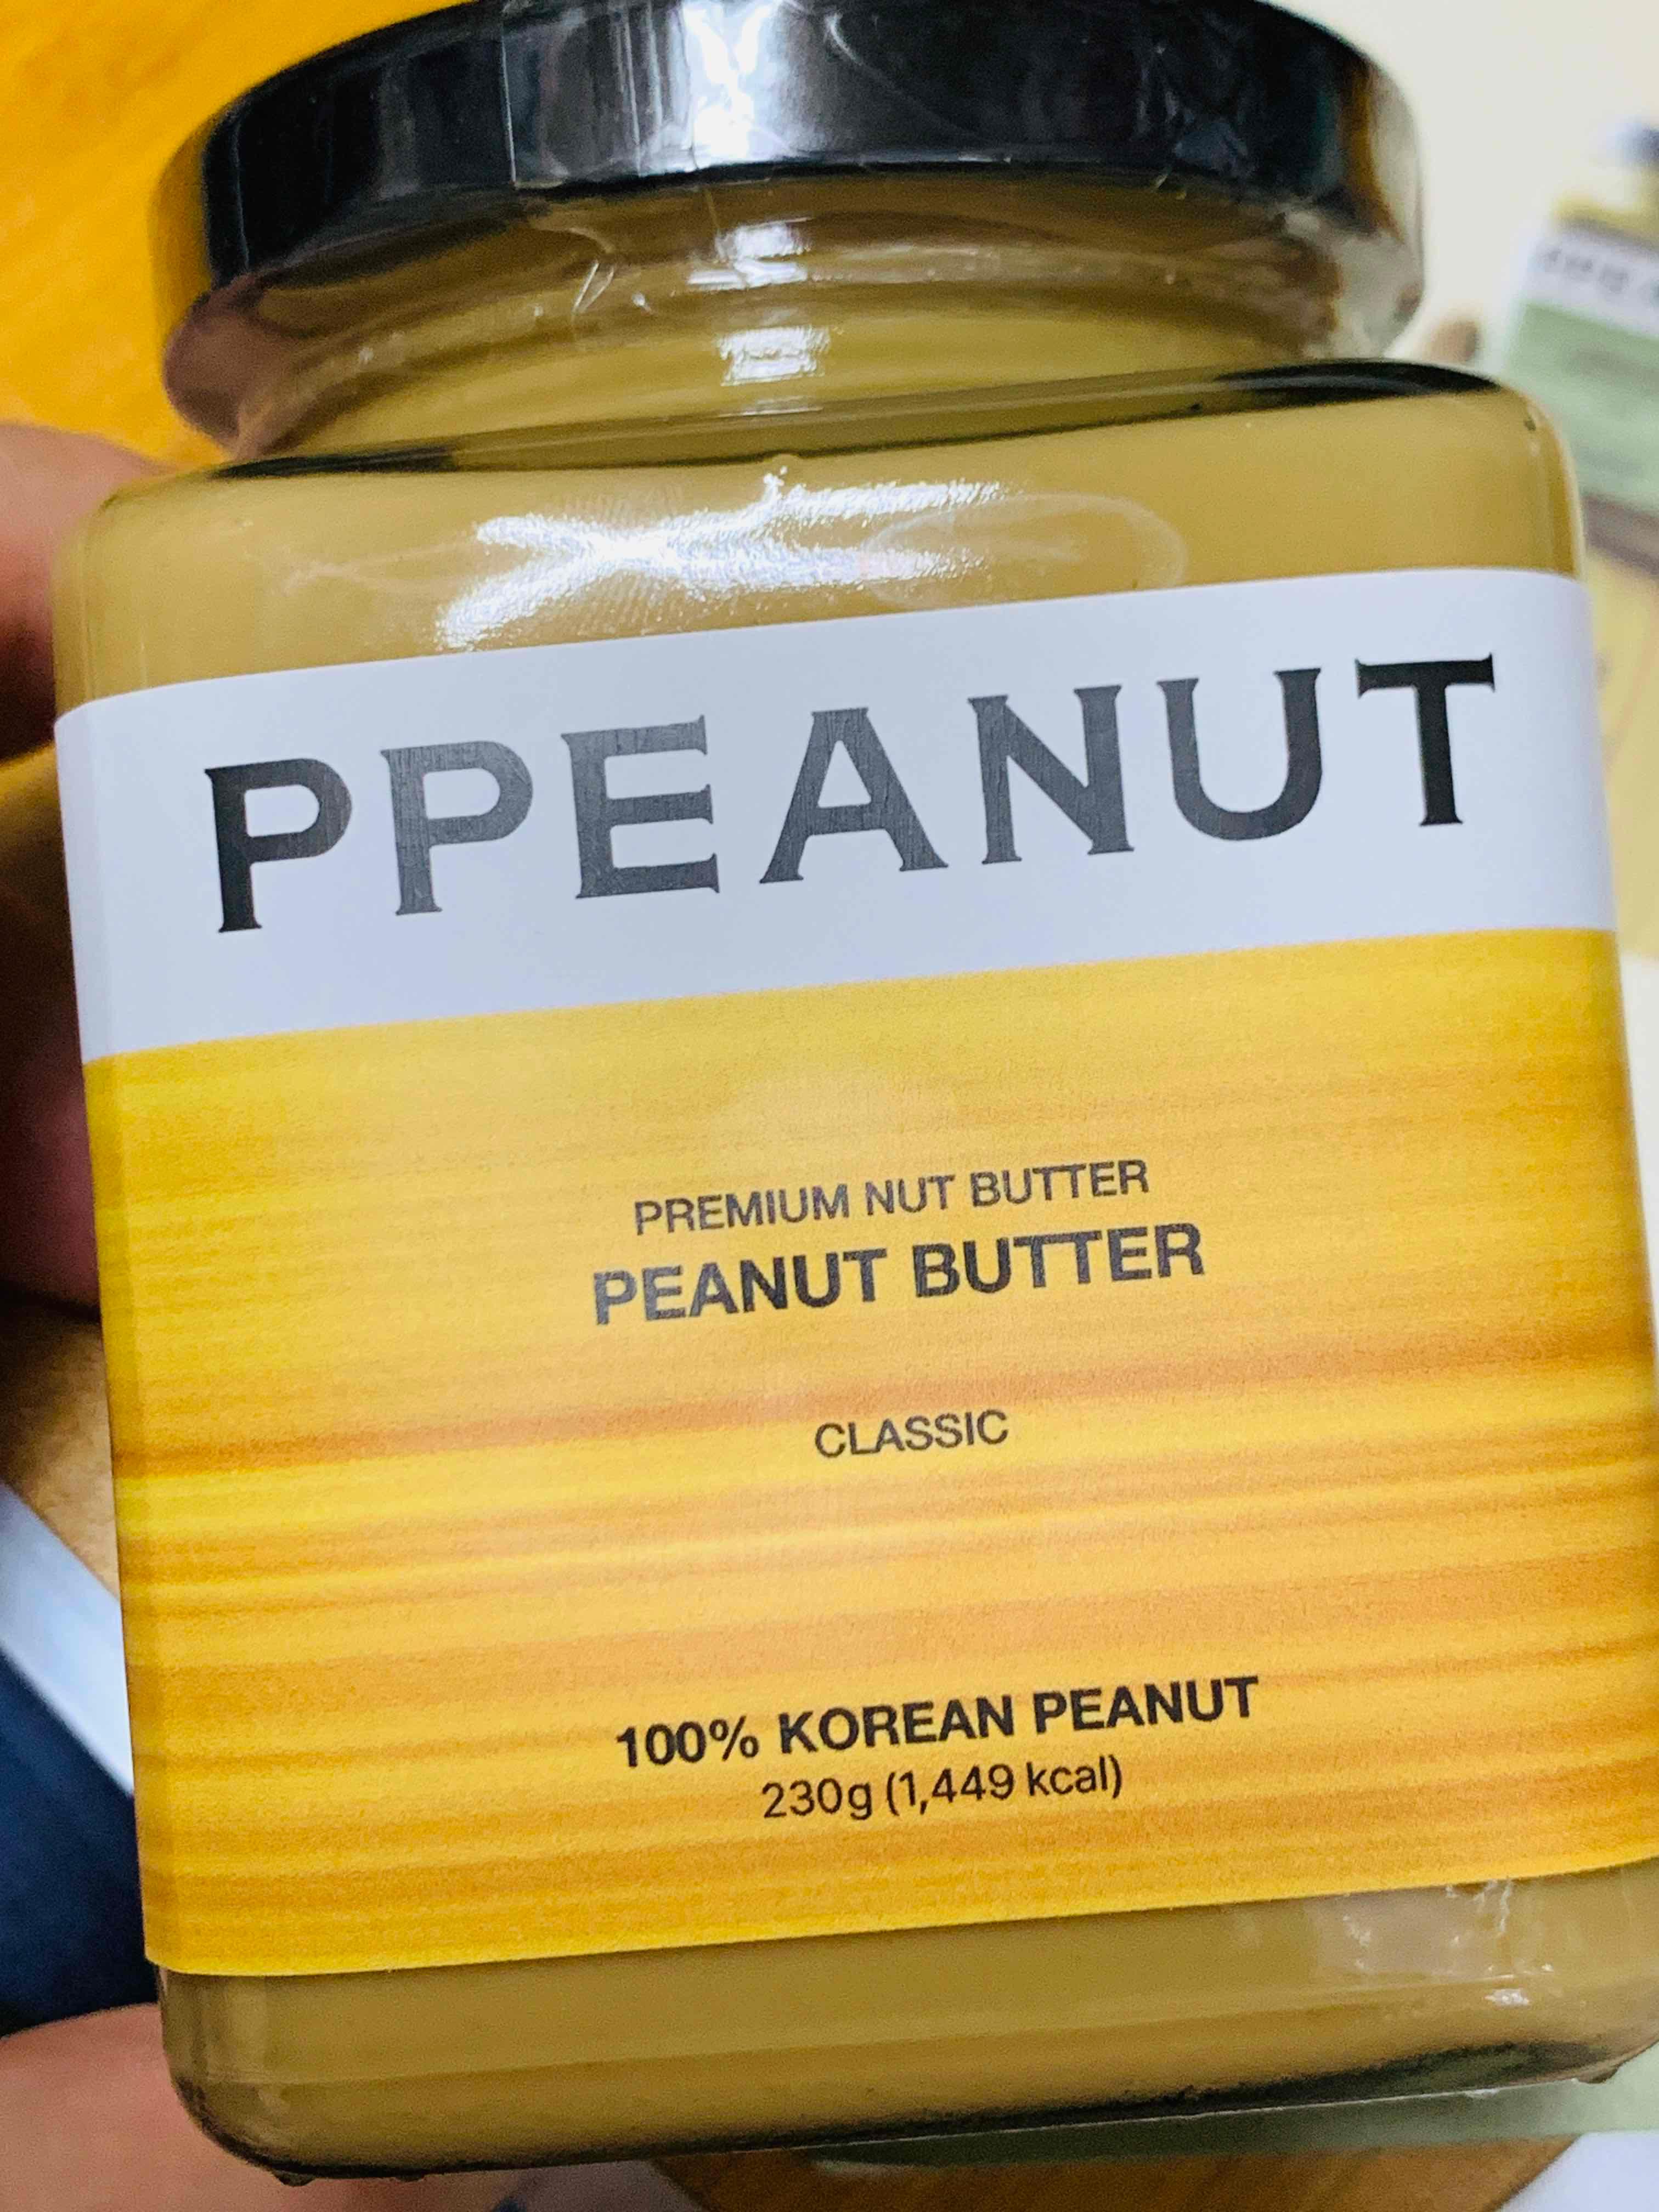 PPEANUT
PREMIUM NUT BUTTER
PEANUT BUTTER
CLASSIC
100% KOREAN PEANUT
230g (1,449 kcal)